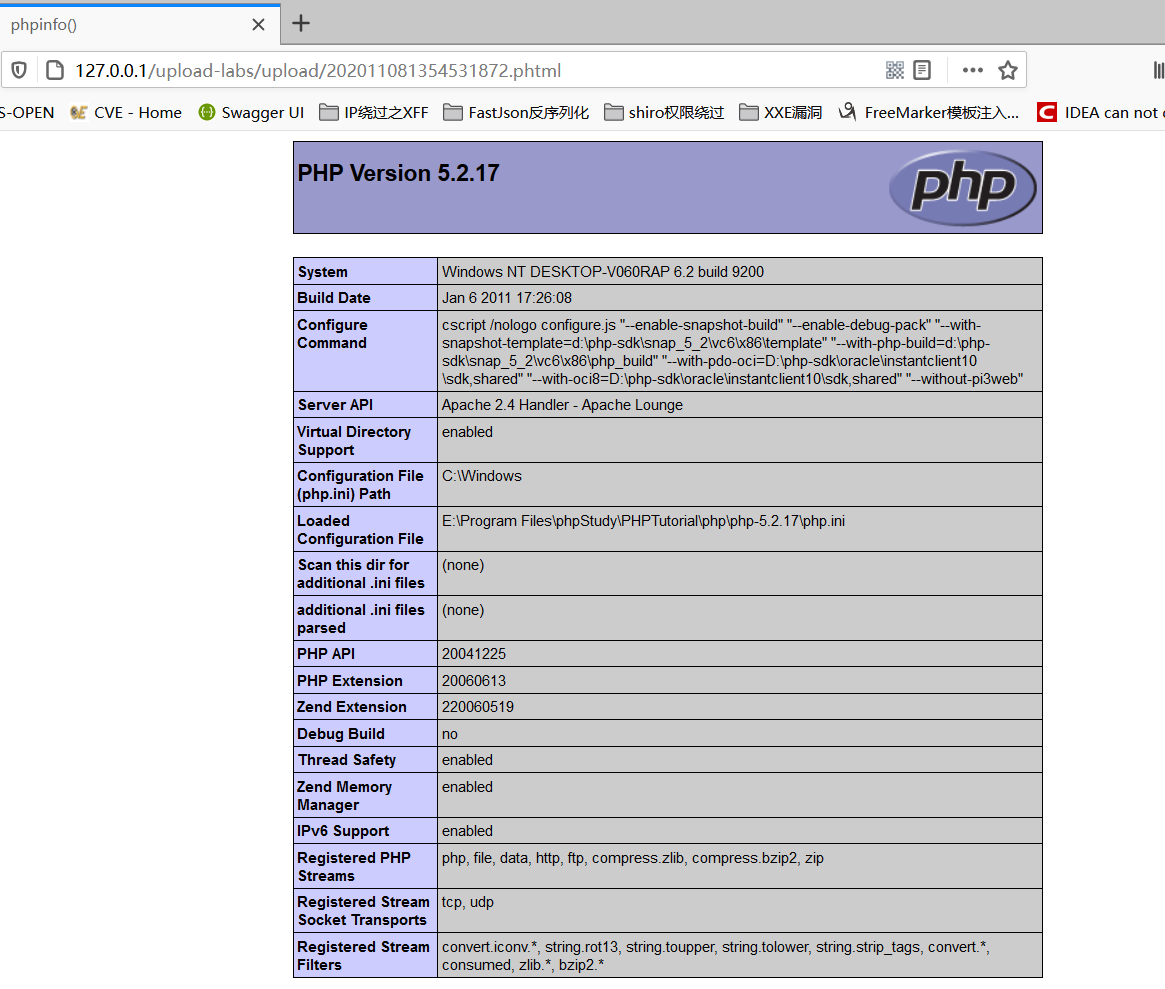 phpinfo()
127.0.0.1/upload-labs/upload/202011081354531872.phtml
S-OPEN CVE - Home Swagger UI IP绕过之XFF FastJson反序列化 shiro权限绕过 XXE漏洞 FreeMarker模板注入... IDEA can not
PHP Version 5.2.17
php
System Windows NT DESKTOP-V060RAP 6.2 build 9200
Build Date Jan 6 2011 17:26:08
Configure
Command
cscript /nologo configure.js "--enable-snapshot-build" "--enable-debug-pack" "--with-
snapshot-template=d:\php-sdk\snap_5_2\vc6\x86\template" "--with-php-build=d:\php-
sdk\snap_5_2\vc6\x86\php_build" "--with-pdo-oci=D:\php-sdk\oracle\instantclient10
\sdk,shared" "--with-oci8=D:\php-sdk\oracle\instantclient10\sdk,shared" "--without-pi3web"
Server API Apache 2.4 Handler - Apache Lounge
Virtual Directory
Support
enabled
Configuration File
(php.ini) Path
C:\Windows
Loaded
Configuration File
E:\Program Files\phpStudy\PHPTutorial\php\php-5.2.17\php.ini
Scan this dir for
additional .ini files
(none)
additional .ini files
parsed
(none)
PHP API 20041225
PHP Extension 20060613
Zend Extension 220060519
Debug Build no
Thread Safety enabled
Zend Memory
Manager
enabled
IPv6 Support enabled
Registered PHP
Streams
php, file, data, http, ftp, compress.zlib, compress.bzip2, zip
Registered Stream
Socket Transports
tcp, udp
Registered Stream
Filters
convert.iconv.*, string.rot13, string.toupper, string.tolower, string.strip_tags, convert.*,
consumed, zlib.*, bzip2.*